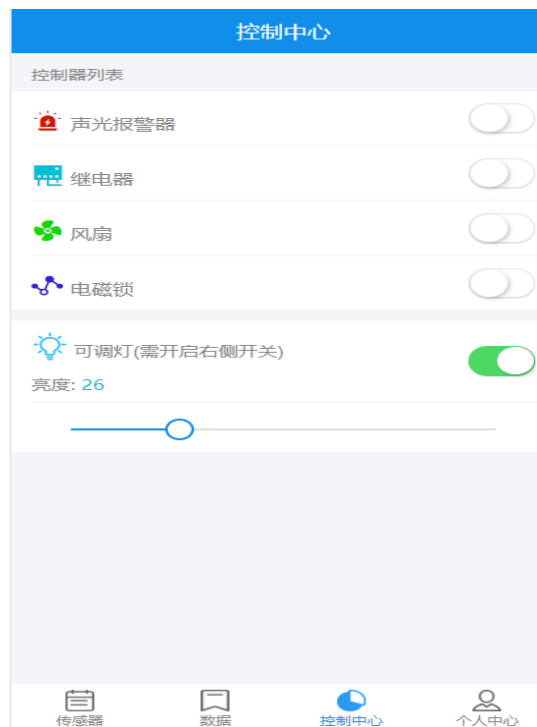 控制中心
控制器列表
声光报警器
继电器
风扇
电磁锁
可调灯(需开启右侧开关)
亮度: 26
传感器 数据 控制中心 个人中心